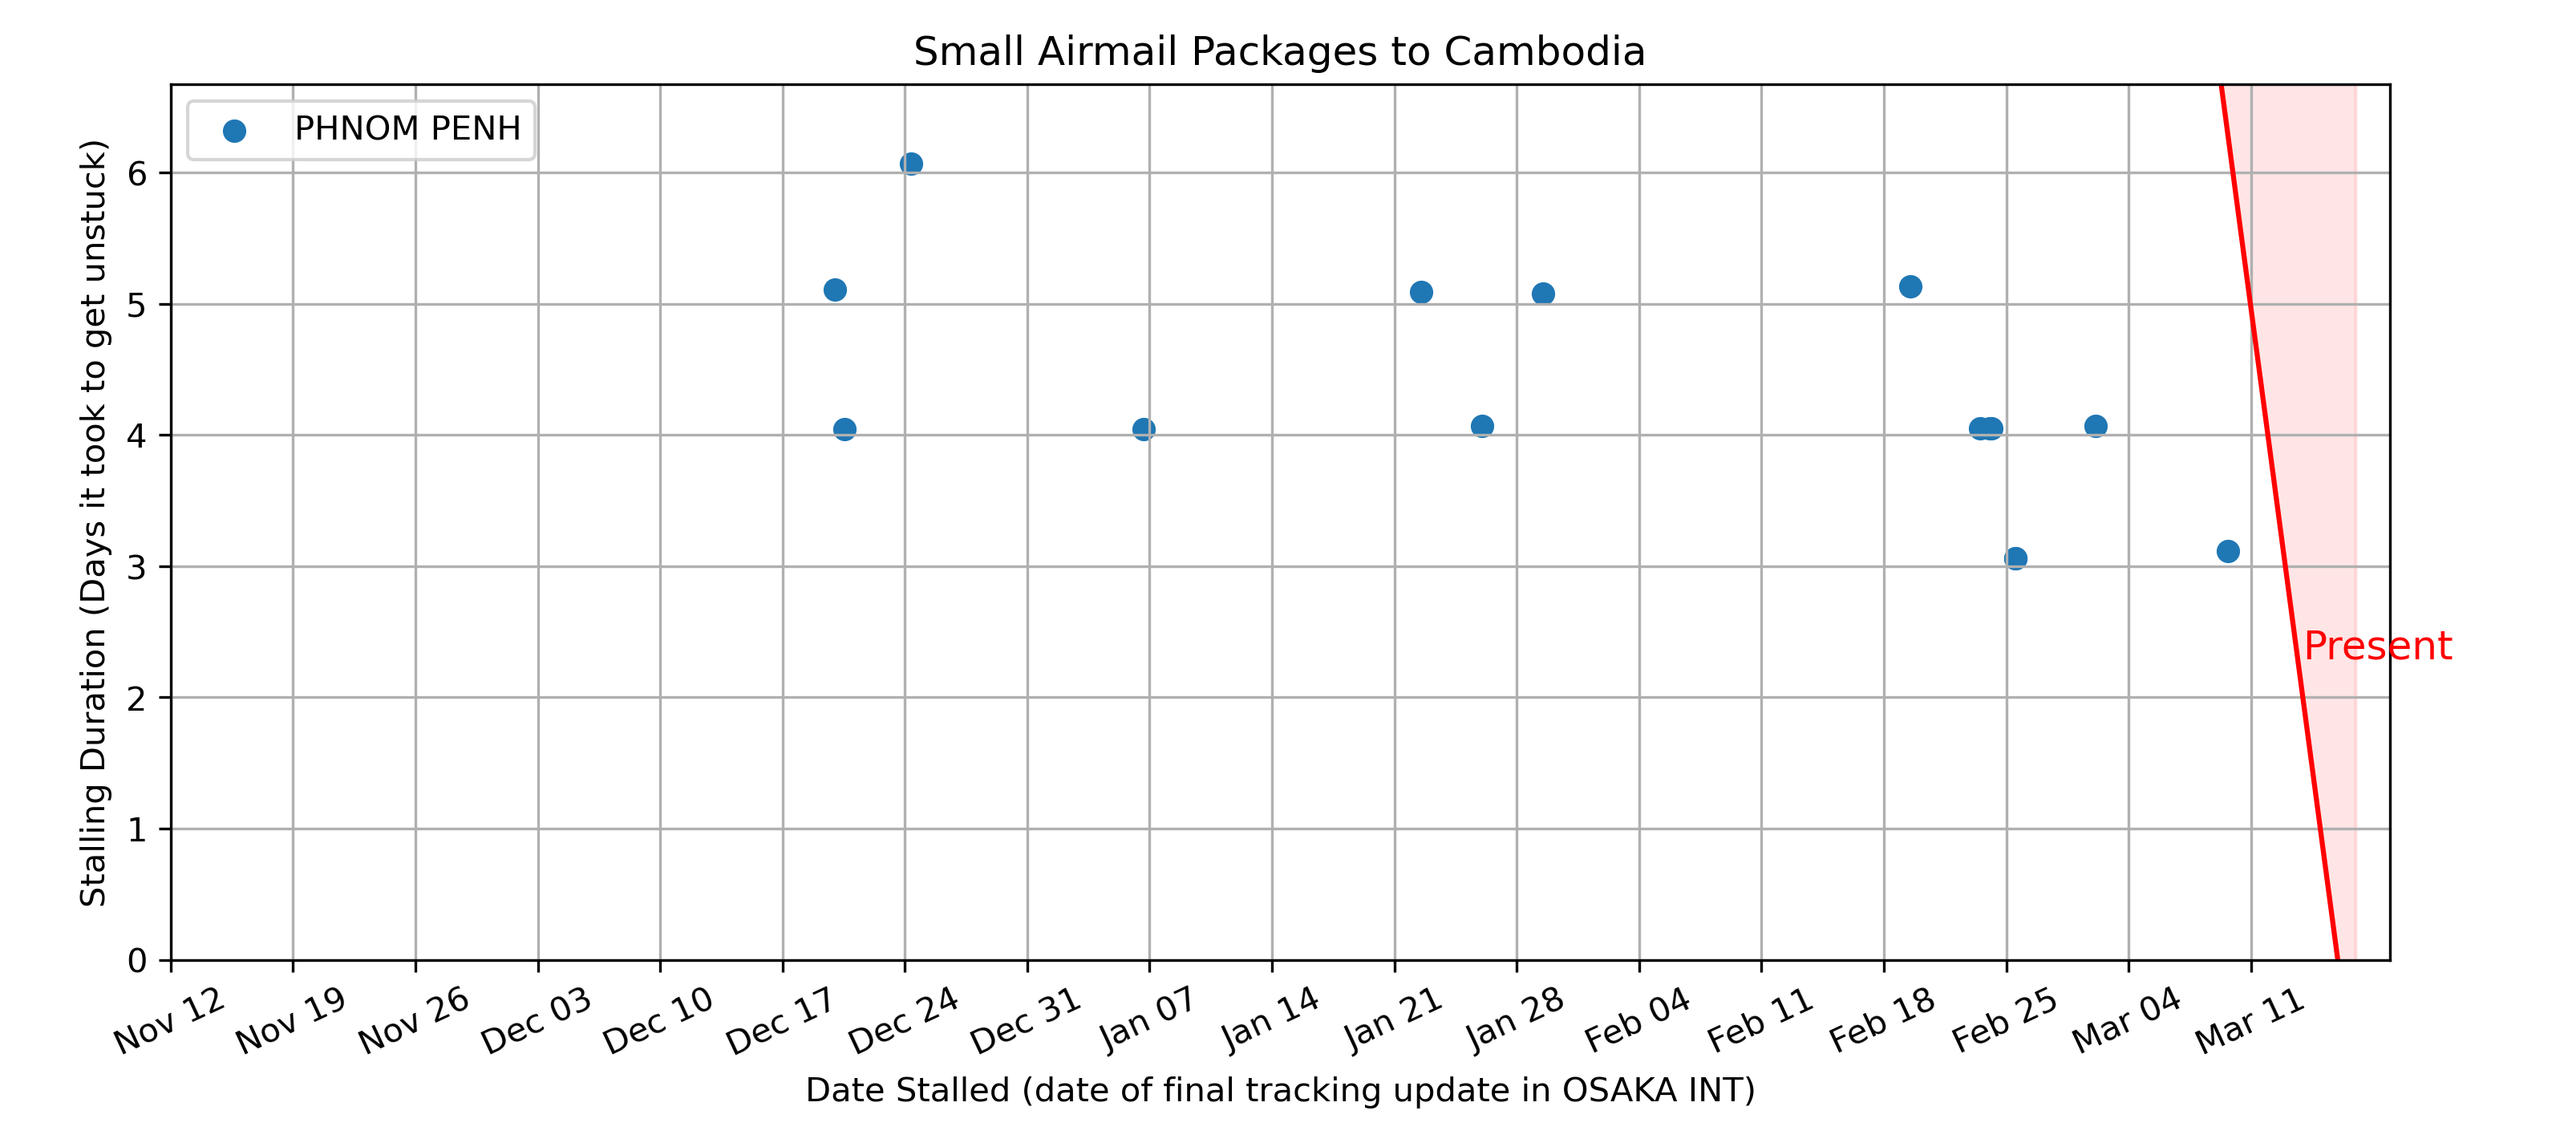 Small Airmail Packages to Cambodia
PHNOM PENH
Stalling Duration (Days it took to get unstuck)
6
5
4
3
2
1
0
Present
Nov 12 Nov 19 Nov 26 Dec 03 Dec 10 Dec 17 Dec 24 Dec 31 Jan 07 Jan 14 Jan 21 Jan 28 Feb 04 Feb 11 Feb 18 Feb 25 Mar 04 Mar 11
Date Stalled (date of final tracking update in OSAKA INT)